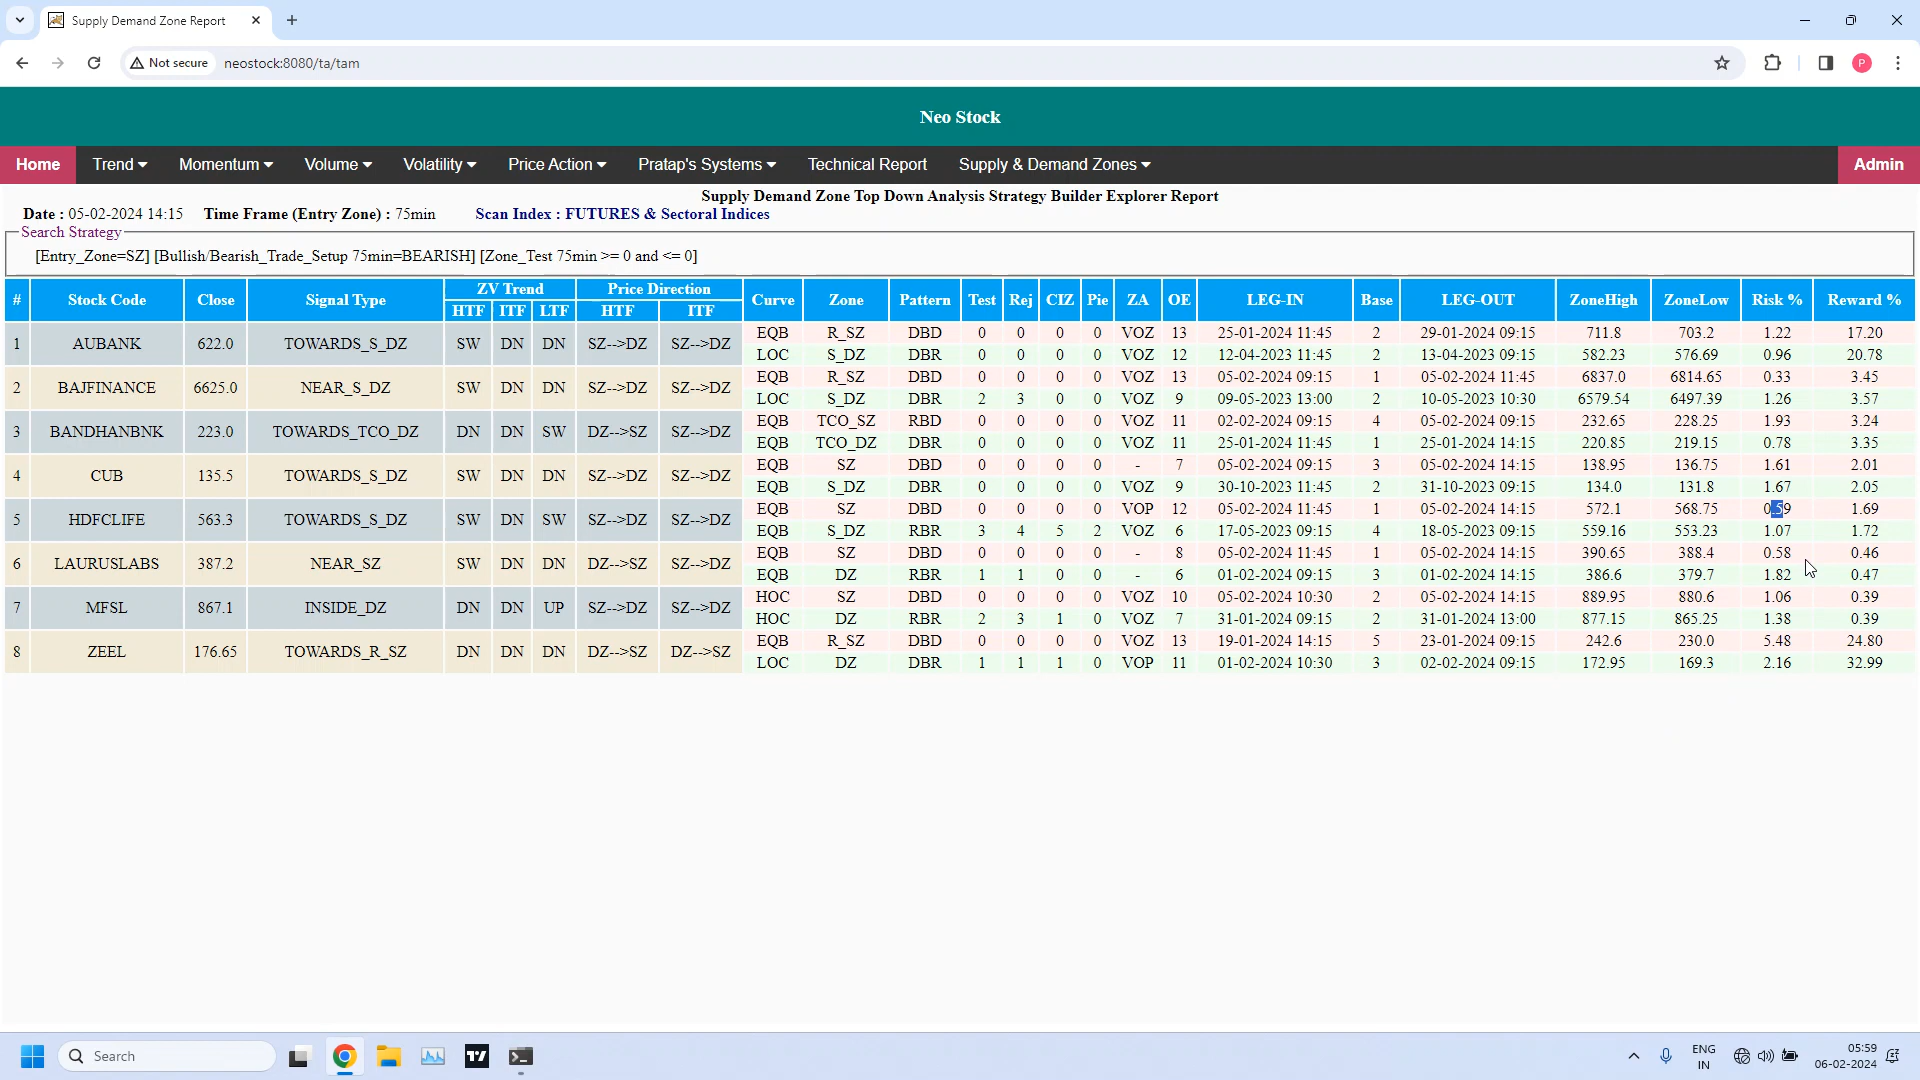 Supply Demand Zone Report
Not secure neostock:8080/ta/tam
P
Neo Stock
Home Trend Momentum Volume Volatility Price Action Pratap's Systems Technical Report Supply & Demand Zones Admin
Supply Demand Zone Top Down Analysis Strategy Builder Explorer Report
Date : 05-02-2024 14:15 Time Frame (Entry Zone) : 75min Scan Index : FUTURES & Sectoral Indices
Search Strategy
[Entry_Zone=SZ] [Bullish/Bearish_Trade_Setup 75min=BEARISH] [Zone_Test 75min >= 0 and <= 0]
# Stock Code Close Signal Type ZV Trend Price Direction Curve Zone Pattern Test Rej CIZ Pie ZA OE LEG-IN Base LEG-OUT ZoneHigh ZoneLow Risk % Reward %
HTF ITF LTF HTF ITF
1 AUBANK 622.0 TOWARDS_S_DZ SW DN DN SZ-->DZ SZ-->DZ EQB R_SZ DBD 0 0 0 0 VOZ 13 25-01-2024 11:45 2 29-01-2024 09:15 711.8 703.2 1.22 17.20
LOC S_DZ DBR 0 0 0 0 VOZ 12 12-04-2023 11:45 2 13-04-2023 09:15 582.23 576.69 0.96 20.78
2 BAJFINANCE 6625.0 NEAR_S_DZ SW DN DN SZ-->DZ SZ-->DZ EQB R_SZ DBD 0 0 0 0 VOZ 13 05-02-2024 09:15 1 05-02-2024 11:45 6837.0 6814.65 0.33 3.45
LOC S_DZ DBR 2 3 0 0 VOZ 9 09-05-2023 13:00 2 10-05-2023 10:30 6579.54 6497.39 1.26 3.57
3 BANDHANBNK 223.0 TOWARDS_TCO_DZ DN DN SW DZ-->SZ SZ-->DZ EQB TCO_SZ RBD 0 0 0 0 VOZ 11 02-02-2024 09:15 4 05-02-2024 09:15 232.65 228.25 1.93 3.24
EQB TCO_DZ DBR 0 0 0 0 VOZ 11 25-01-2024 11:45 1 25-01-2024 14:15 220.85 219.15 0.78 3.35
4 CUB 135.5 TOWARDS_S_DZ SW DN DN SZ-->DZ SZ-->DZ EQB SZ DBD 0 0 0 0 - 7 05-02-2024 09:15 3 05-02-2024 14:15 138.95 136.75 1.61 2.01
EQB S_DZ DBR 0 0 0 0 VOZ 9 30-10-2023 11:45 2 31-10-2023 09:15 134.0 131.8 1.67 2.05
5 HDFCLIFE 563.3 TOWARDS_S_DZ SW DN SW SZ-->DZ SZ-->DZ EQB SZ DBD 0 0 0 0 VOP 12 05-02-2024 11:45 1 05-02-2024 14:15 572.1 568.75 0.59 1.69
EQB S_DZ RBR 3 4 5 2 VOZ 6 17-05-2023 09:15 4 18-05-2023 09:15 559.16 553.23 1.07 1.72
6 LAURUSLABS 387.2 NEAR_SZ SW DN DN DZ-->SZ SZ-->DZ EQB SZ DBD 0 0 0 0 - 8 05-02-2024 11:45 1 05-02-2024 14:15 390.65 388.4 0.58 0.46
EQB DZ RBR 1 1 0 0 - 6 01-02-2024 09:15 3 01-02-2024 14:15 386.6 379.7 1.82 0.47
7 MFSL 867.1 INSIDE_DZ DN DN UP SZ-->DZ SZ-->DZ HOC SZ DBD 0 0 0 0 VOZ 10 05-02-2024 10:30 2 05-02-2024 14:15 889.95 880.6 1.06 0.39
HOC DZ RBR 2 3 1 0 VOZ 7 31-01-2024 09:15 2 31-01-2024 13:00 877.15 865.25 1.38 0.39
8 ZEEL 176.65 TOWARDS_R_SZ DN DN DN DZ-->SZ DZ-->SZ EQB R_SZ DBD 0 0 0 0 VOZ 13 19-01-2024 14:15 5 23-01-2024 09:15 242.6 230.0 5.48 24.80
LOC DZ DBR 1 1 1 0 VOP 11 01-02-2024 10:30 3 02-02-2024 09:15 172.95 169.3 2.16 32.99
Search ENG 05:59
IN 06-02-2024